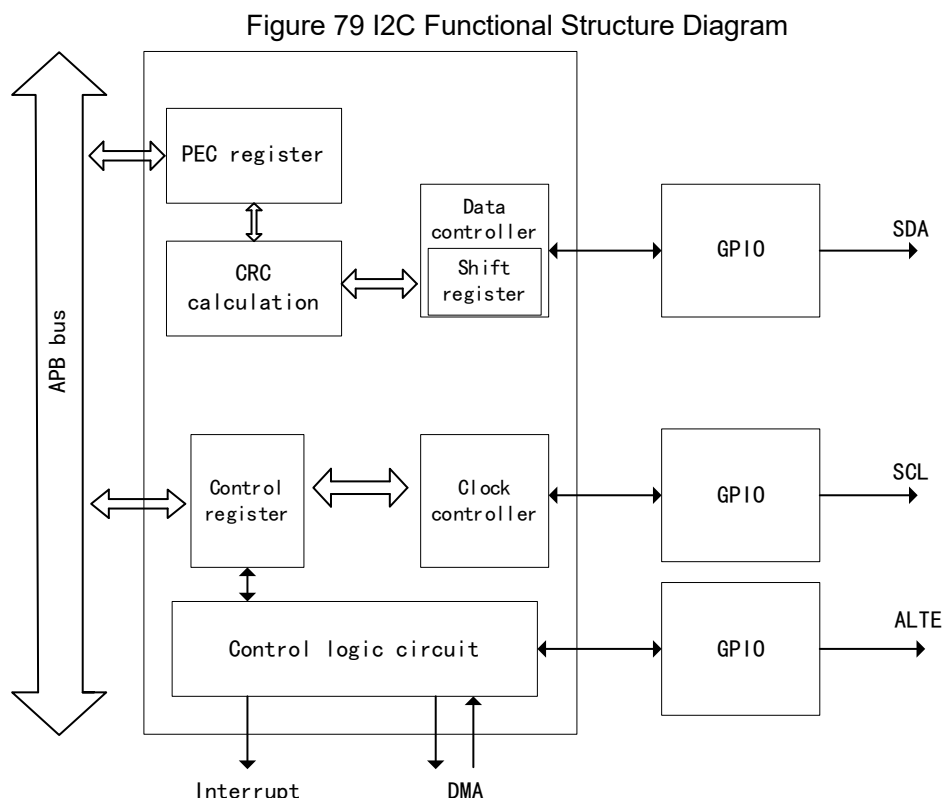 Figure 79 I2C Functional Structure Diagram
PEC register
Data
controller
Shift
register
GPIO
SDA
CRC
calculation
APB bus
Control
register
Clock
controller
GPIO
SCL
Control logic circuit
GPIO
ALTE
Interrupt
DMA